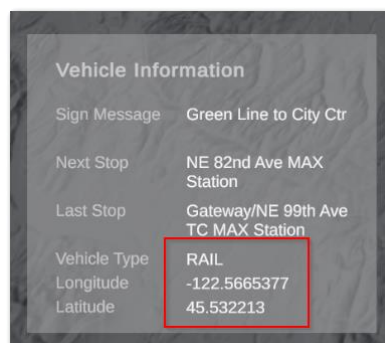 Vehicle Information
Sign Message Green Line to City Ctr
Next Stop NE 82nd Ave MAX
Station
Last Stop Gateway/NE 99th Ave
TC MAX Station
Vehicle Type RAIL
Longitude -122.5665377
Latitude 45.532213